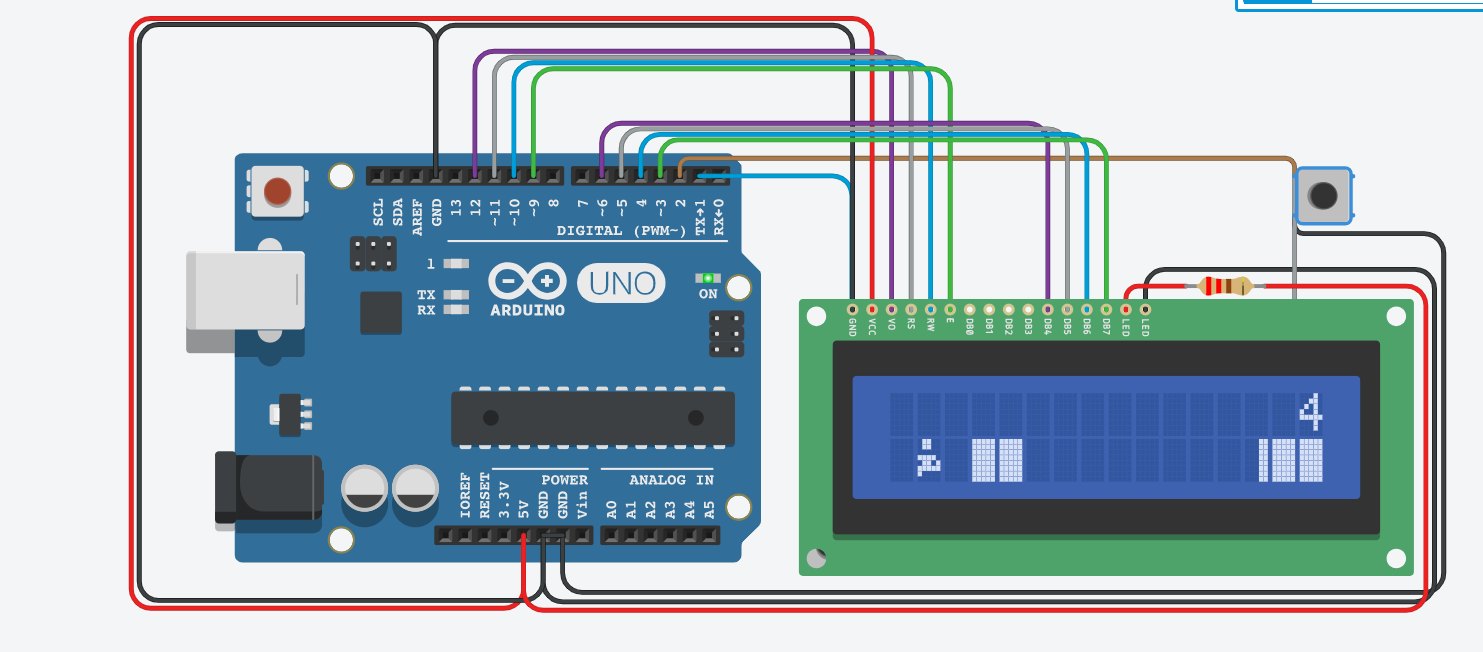 SCL
SDA
AREF
GND
13
12
~11
~10
~9
8
7
~6
~5
4
~3
2
TX→1
RX←0
DIGITAL (PWM~)
l
TX
RX
ARDUINO
UNO
ON
IOREF
RESET
3.3V
5V
GND
GND
Vin
POWER
ANALOG IN
A0
A1
A2
A3
A4
A5
GND
VCC
VO
RS
RW
E
DB0
DB1
DB2
DB3
DB4
DB5
DB6
DB7
LED
LED
4